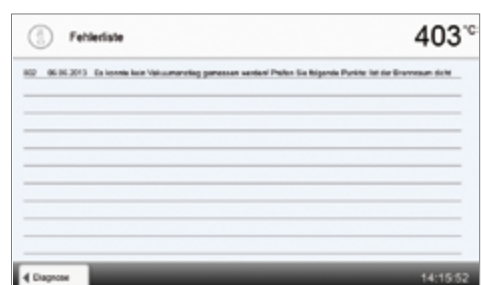 Fehlerliste
403 °C
802 06.06.2013 Es konnte kein Vakuumanstieg gemessen werden! Prüfen Sie folgende Punkte: Ist der Brennraum dicht
Diagnose
14:15:52